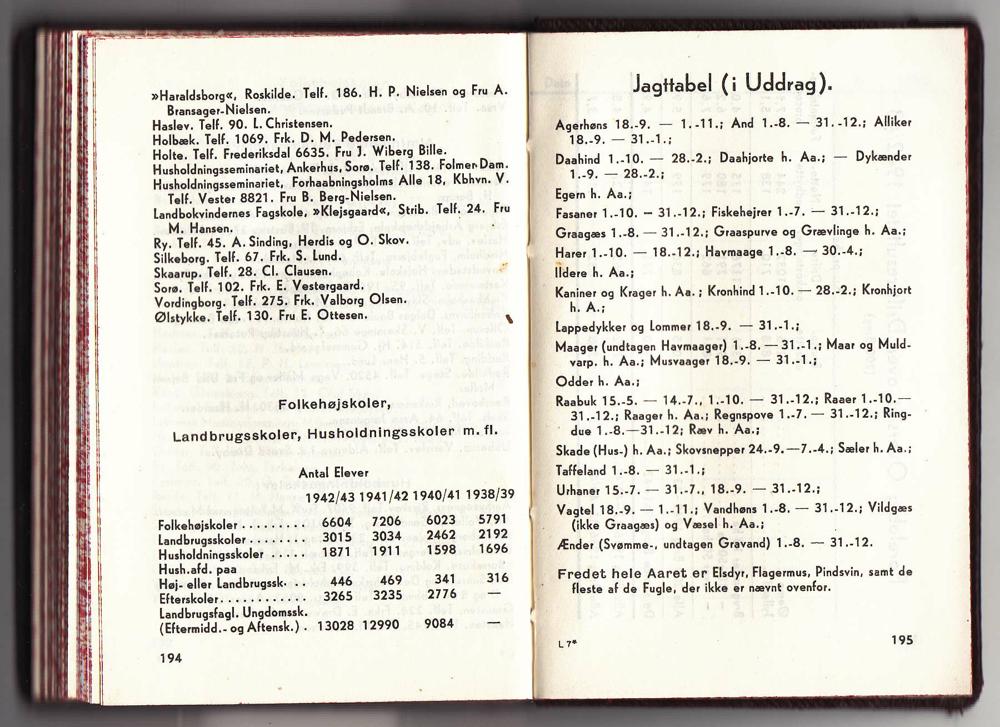 »Haraldsborg«, Roskilde. Telf. 186. H. P. Nielsen og Fru A.
Bransager-Nielsen.
Haslev. Telf. 90. L. Christensen.
Holbæk. Telf. 1069. Frk. D. M. Pedersen.
Holte. Telf. Frederiksdal 6635. Fru J. Wiberg Bille.
Husholdningsseminariet, Ankerhus, Sorø. Telf. 138. Folmer Dam.
Husholdningsseminariet, Forhaabningsholms Alle 18, Kbhvn. V.
Telf. Vester 8821. Fru B. Berg-Nielsen.
Landbokvindernes Fagskole, »Klejsgaard«, Strib. Telf. 24. Fru
M. Hansen.
Ry. Telf. 45. A. Sinding, Herdis og O. Skov.
Silkeborg. Telf. 67. Frk. S. Lund.
Skaarup. Telf. 28. Cl. Clausen.
Sorø. Telf. 102. Frk. E. Vestergaard.
Vordingborg. Telf. 275. Frk. Valborg Olsen.
Ølstykke. Telf. 130. Fru E. Ottesen.
Folkehøjskoler,
Landbrugsskoler, Husholdningsskoler m. fl.
Antal Elever
1942/43 1941/42 1940/41 1938/39
Folkehøjskoler ......... 6604 7206 6023 5791
Landbrugsskoler ........ 3015 3034 2462 2192
Husholdningsskoler ..... 1871 1911 1598 1696
Hush.afd. paa
Høj- eller Landbrugssk. .. 446 469 341 316
Efterskoler ............ 3265 3235 2776 —
Landbrugsfagl. Ungdomssk.
(Eftermidd.- og Aftensk.) . 13028 12990 9084 —
194
Jagttabel (i Uddrag).
Agerhøns 18.-9. — 1.-11.; And 1.-8. — 31.-12.; Alliker
18.-9. — 31.-1.;
Daahind 1.-10. — 28.-2.; Daahjorte h. Aa.; — Dykænder
1.-9. — 28.-2.;
Egern h. Aa.;
Fasaner 1.-10. — 31.-12.; Fiskehejrer 1.-7. — 31.-12.;
Graagæs 1.-8. — 31.-12.; Graaspurve og Grævlinge h. Aa.;
Harer 1.-10. — 18.-12.; Havmaage 1.-8. — 30.-4.;
Ildere h. Aa.;
Kaniner og Krager h. Aa.; Kronhind 1.-10. — 28.-2.; Kronhjort
h. A.;
Lappedykker og Lommer 18.-9. — 31.-1.;
Maager (undtagen Havmaager) 1.-8. — 31.-1.; Maar og Muld-
varp. h. Aa.; Musvaager 18.-9. — 31.-1.;
Odder h. Aa.;
Raabuk 15.-5. — 14.-7., 1.-10. — 31.-12.; Raaer 1.-10.—
31.-12.; Raager h. Aa.; Regnspove 1.-7. — 31.-12.; Ring-
due 1.-8.—31.-12; Ræv h. Aa.;
Skade (Hus-) h. Aa.; Skovsnepper 24.-9.—7.-4.; Sæler h. Aa.;
Taffeland 1.-8. — 31.-1.;
Urhaner 15.-7. — 31.-7., 18.-9. — 31.-12.;
Vagtel 18.-9. — 1.-11.; Vandhøns 1.-8. — 31.-12.; Vildgæs
(ikke Graagæs) og Væsel h. Aa.;
Ænder (Svømme-, undtagen Gravand) 1.-8. — 31.-12.
Fredet hele Aaret er Elsdyr, Flagermus, Pindsvin, samt de
fleste af de Fugle, der ikke er nævnt ovenfor.
L 7*
195